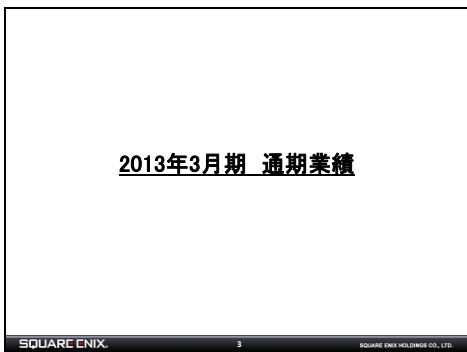 2013年3月期　通期業績
SQUARE ENIX.
3
SQUARE ENIX HOLDINGS CO., LTD.